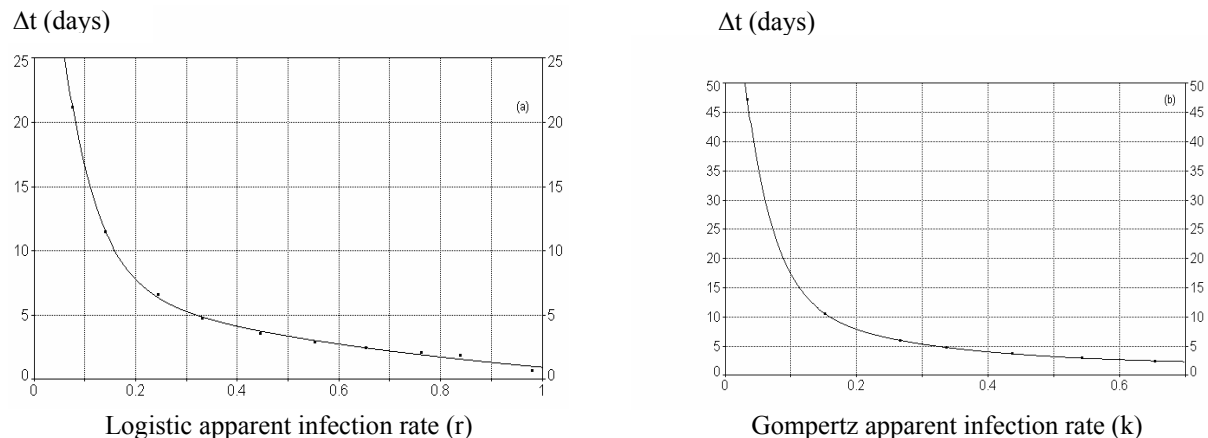 Δt (days)
25 25
(a)
20 20
15 15
10 10
5 5
0 0
0 0.2 0.4 0.6 0.8 1
Logistic apparent infection rate (r)
Δt (days)
50 50
(b)
45 45
40 40
35 35
30 30
25 25
20 20
15 15
10 10
5 5
0 0
0 0.2 0.4 0.6
Gompertz apparent infection rate (k)